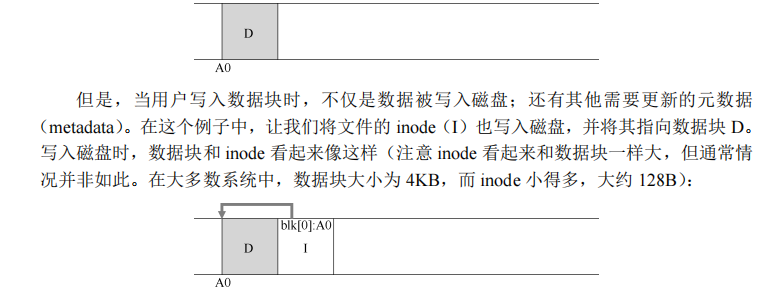 D
A0
但是，当用户写入数据块时，不仅是数据被写入磁盘；还有其他需要更新的元数据
（metadata）。在这个例子中，让我们将文件的 inode（I）也写入磁盘，并将其指向数据块 D。
写入磁盘时，数据块和 inode 看起来像这样（注意 inode 看起来和数据块一样大，但通常情
况并非如此。在大多数系统中，数据块大小为 4KB，而 inode 小得多，大约 128B）：
blk[0]:A0
D I
A0